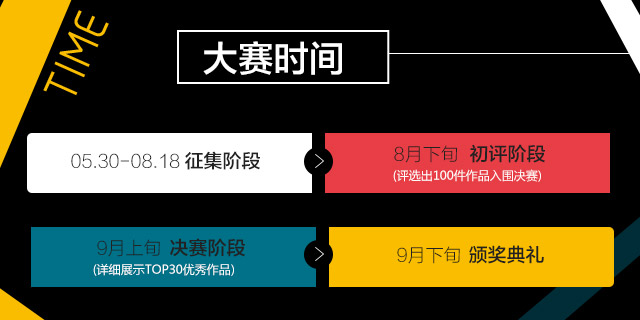 TIME
大赛时间
05.30-08.18 征集阶段
8月下旬 初评阶段
(评选出100件作品入围决赛)
9月上旬 决赛阶段
(详细展示TOP30优秀作品)
9月下旬 颁奖典礼